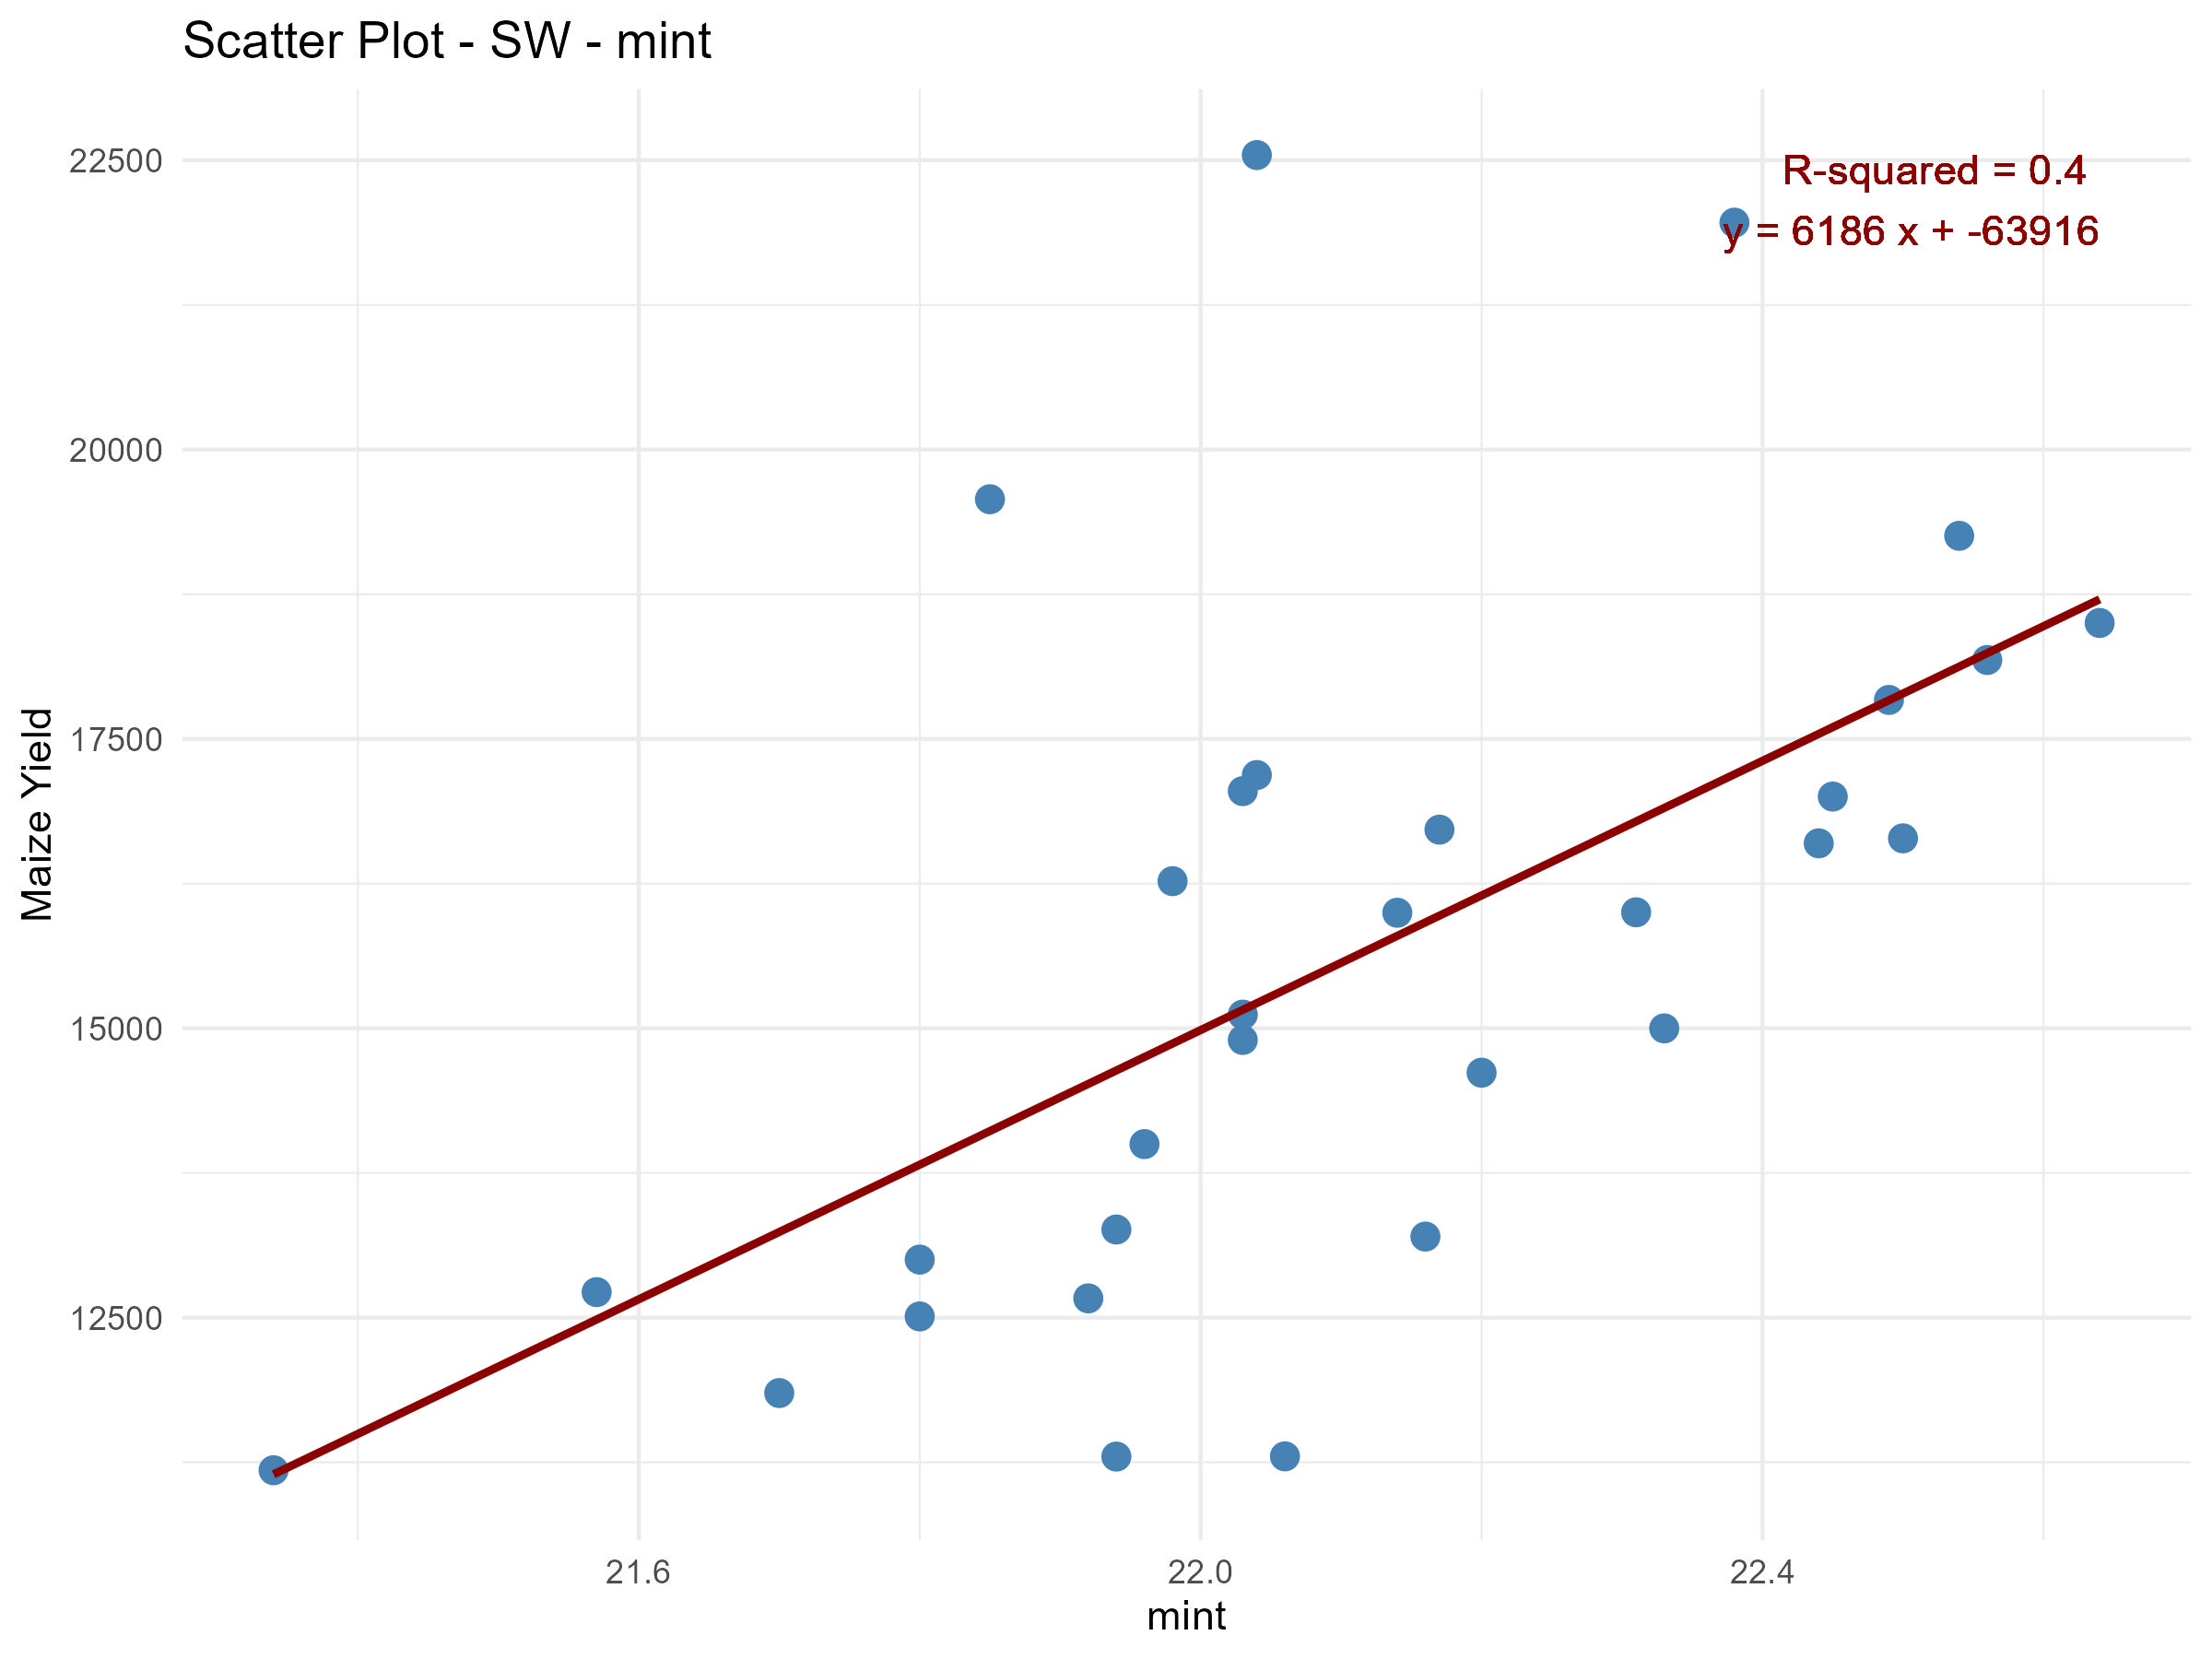 Scatter Plot - SW - mint
R-squared = 0.4
y = 6186 x + -63916
22500
20000
17500
15000
12500
Maize Yield
21.6 22.0 22.4
mint